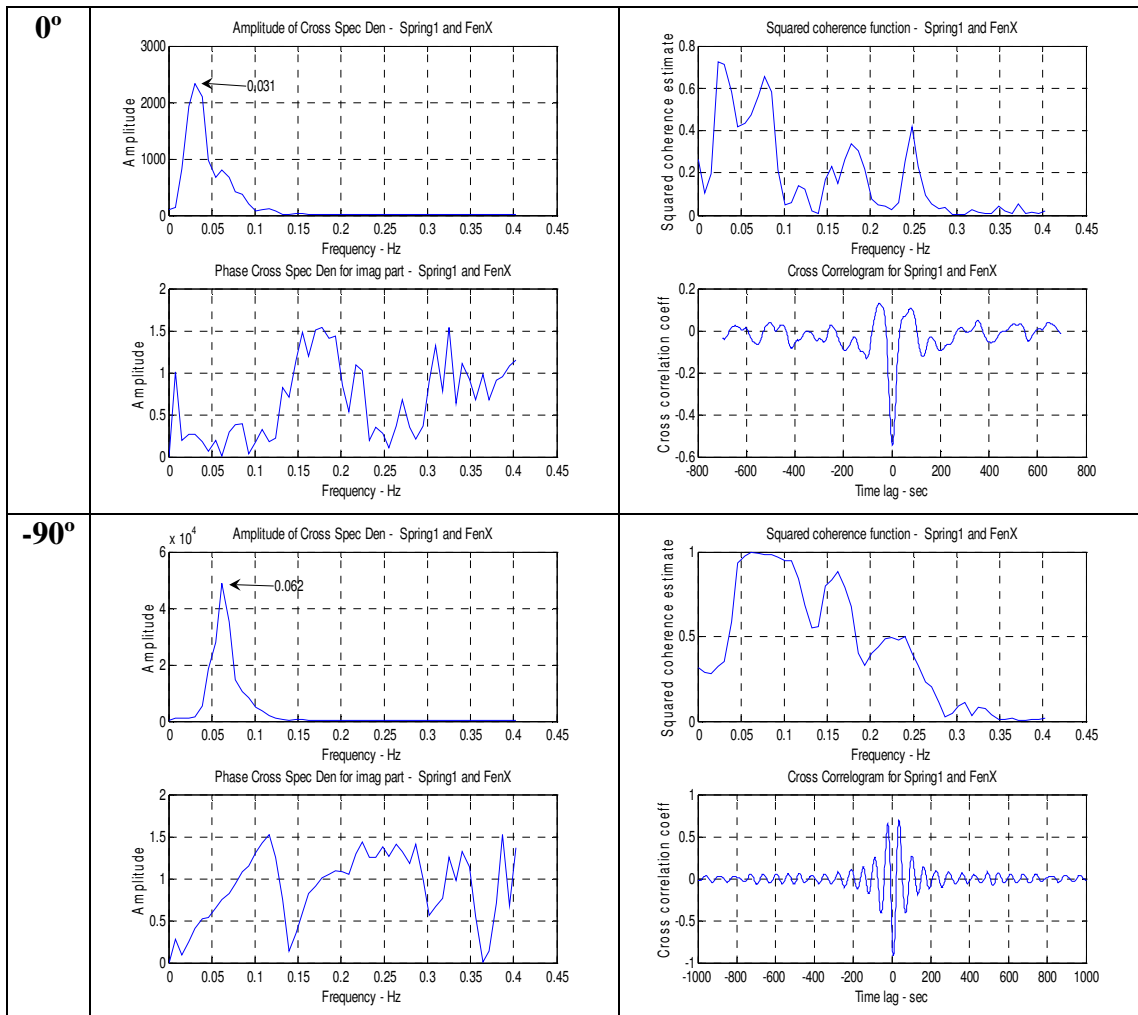 0º
Amplitude of Cross Spec Den - Spring1 and FenX
3000
2000
1000
0
Amplitude
0.031
0 0.05 0.1 0.15 0.2 0.25 0.3 0.35 0.4 0.45
Frequency - Hz
Squared coherence function - Spring1 and FenX
0.8
0.6
0.4
0.2
0
Squared coherence estimate
0 0.05 0.1 0.15 0.2 0.25 0.3 0.35 0.4 0.45
Frequency - Hz
Phase Cross Spec Den for imag part - Spring1 and FenX
2
1.5
1
0.5
0
Amplitude
0 0.05 0.1 0.15 0.2 0.25 0.3 0.35 0.4 0.45
Frequency - Hz
Cross Correlogram for Spring1 and FenX
0.2
0
-0.2
-0.4
-0.6
Cross correlation coeff
-800 -600 -400 -200 0 200 400 600 800
Time lag - sec
-90º
Amplitude of Cross Spec Den - Spring1 and FenX
x 10⁴
6
4
2
0
Amplitude
0.062
0 0.05 0.1 0.15 0.2 0.25 0.3 0.35 0.4 0.45
Frequency - Hz
Squared coherence function - Spring1 and FenX
1
0.5
0
Squared coherence estimate
0 0.05 0.1 0.15 0.2 0.25 0.3 0.35 0.4 0.45
Frequency - Hz
Phase Cross Spec Den for imag part - Spring1 and FenX
2
1.5
1
0.5
0
Amplitude
0 0.05 0.1 0.15 0.2 0.25 0.3 0.35 0.4 0.45
Frequency - Hz
Cross Correlogram for Spring1 and FenX
1
0.5
0
-0.5
-1
Cross correlation coeff
-1000 -800 -600 -400 -200 0 200 400 600 800 1000
Time lag - sec